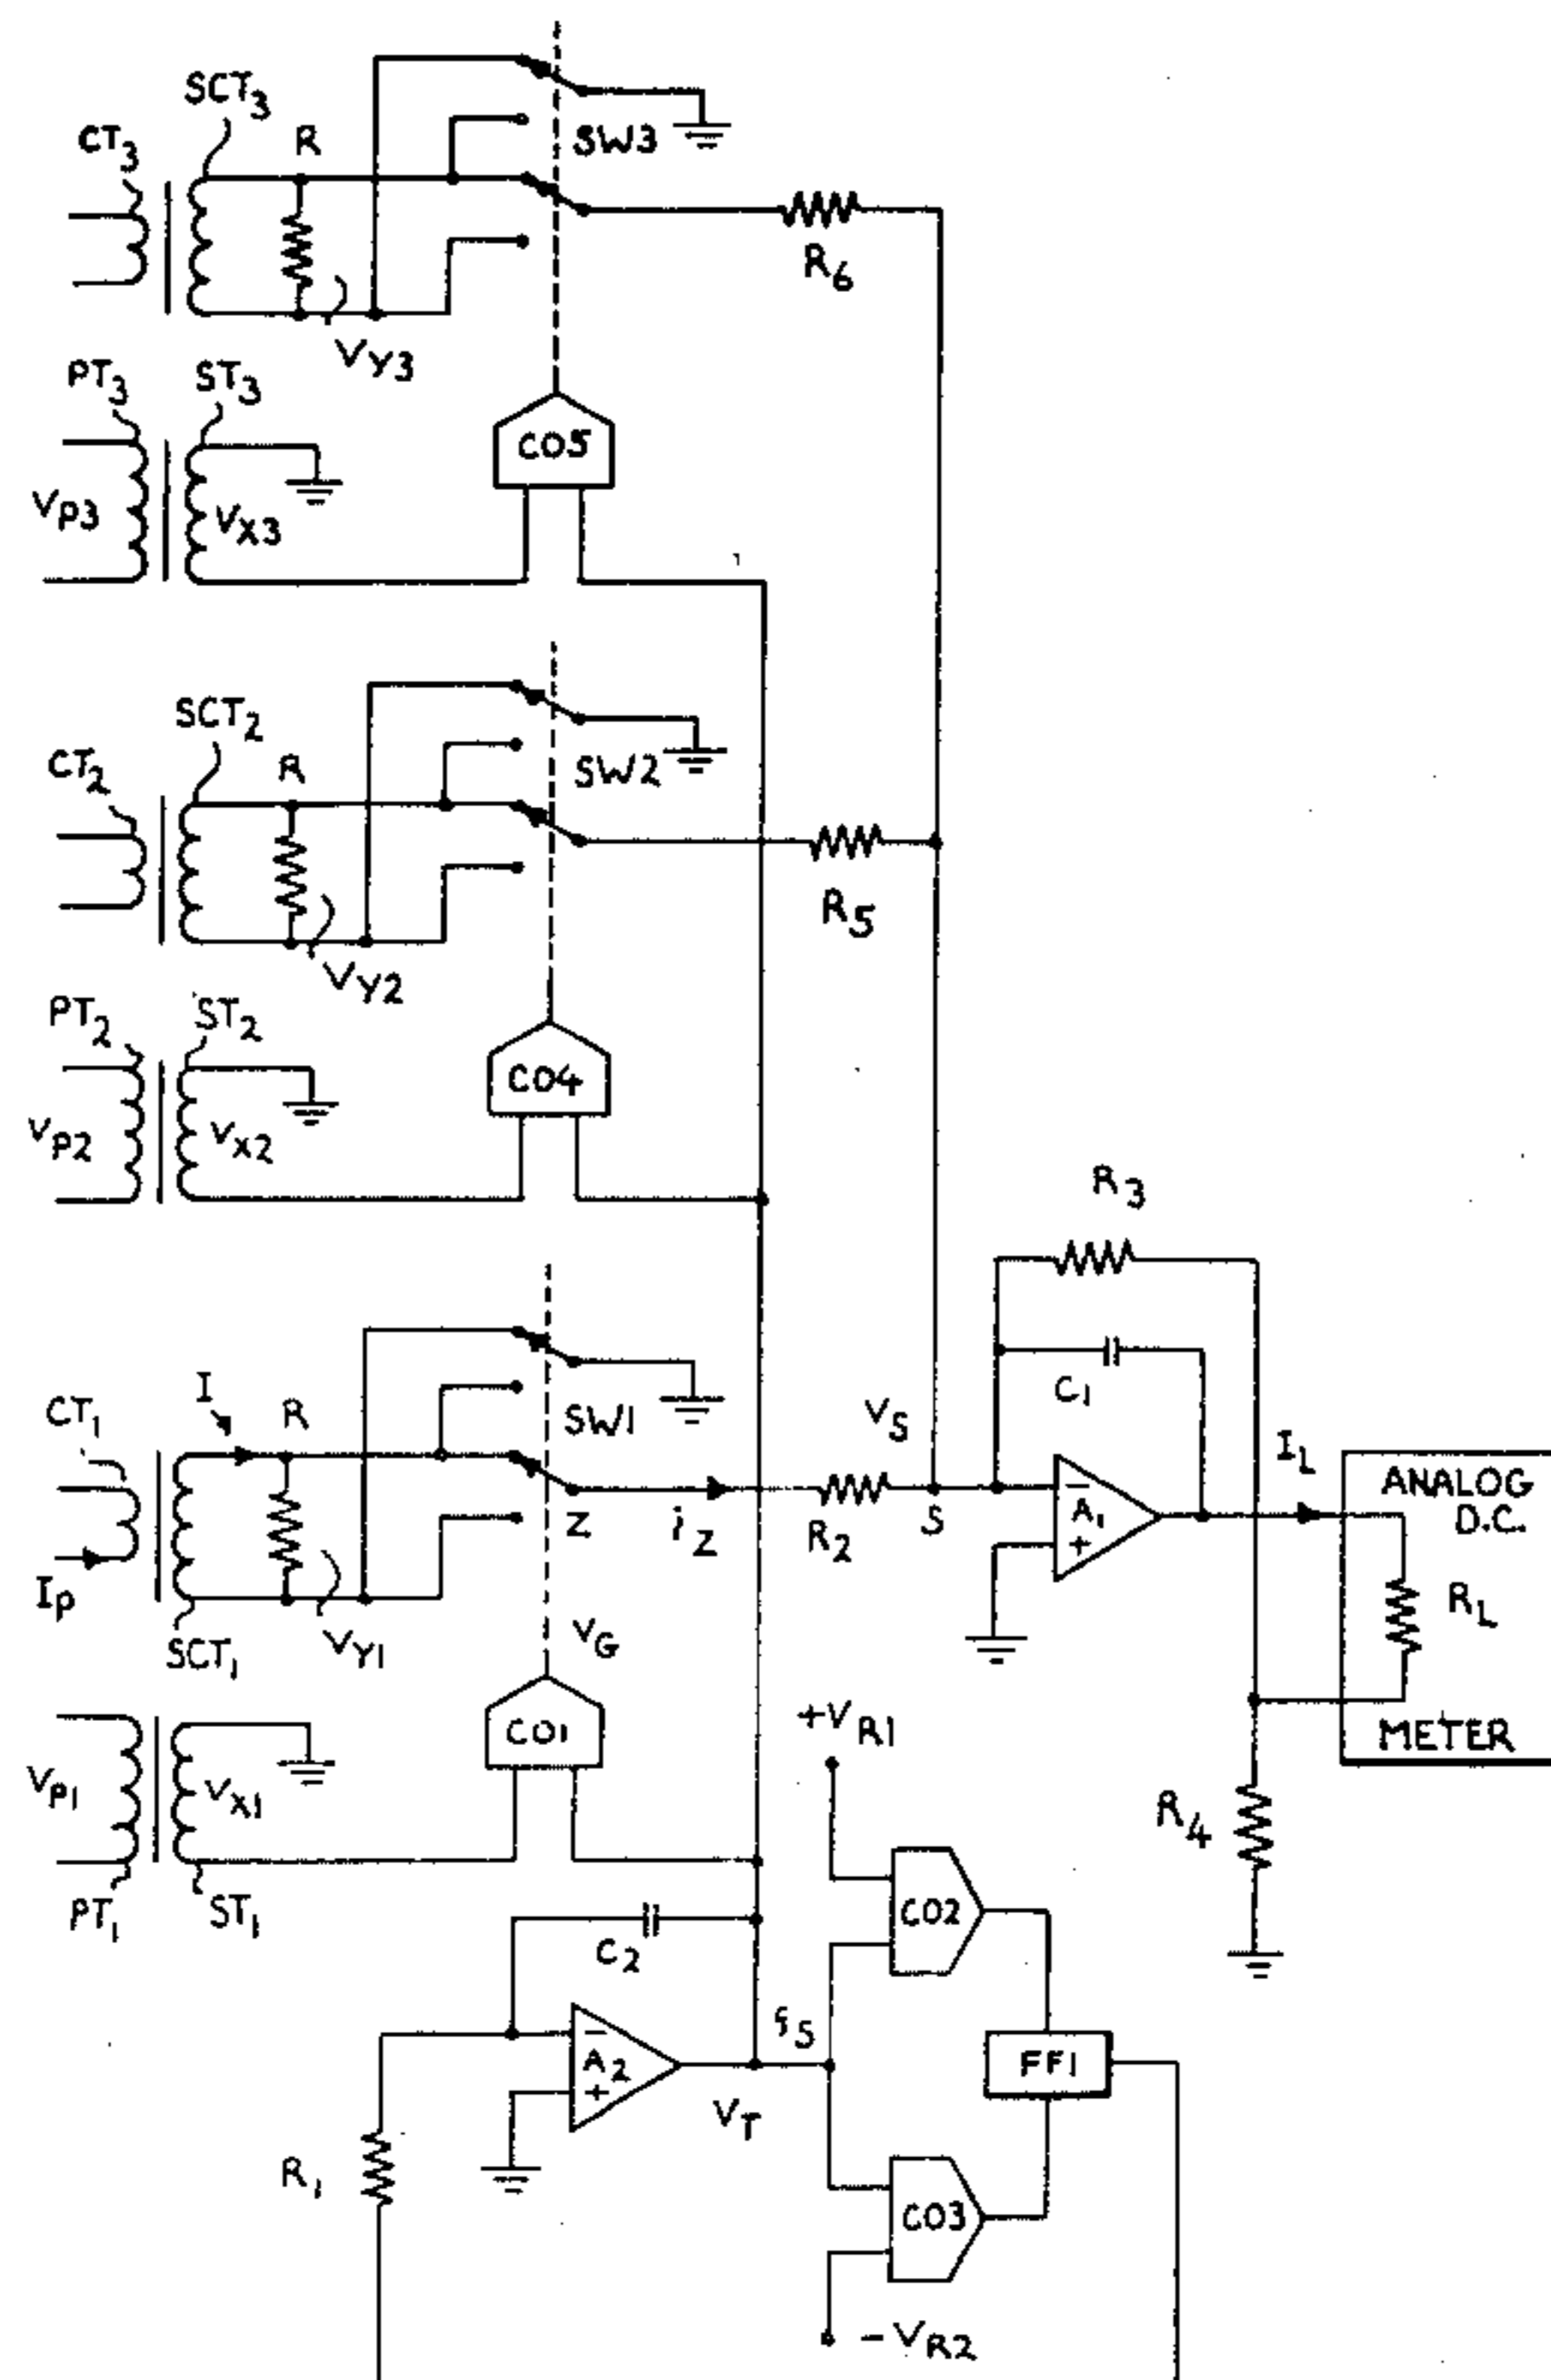 SCT3
CT3
R
SW3
R6
VY3
PT3
ST3
CO5
VP3
VX3
SCT2
CT2
R
SW2
R5
VY2
PT2
ST2
CO4
VP2
VX2
R3
I
CT1
R
SW1
VS
C1
IL
ANALOG
D.C.
A1
Z
iZ
R2
S
IP
RL
VG
SCT1
VY1
+VR1
CO1
METER
VP1
VX1
R4
PT1
ST1
CO2
C2
iS
A2
FF1
VT
R1
CO3
-VR2